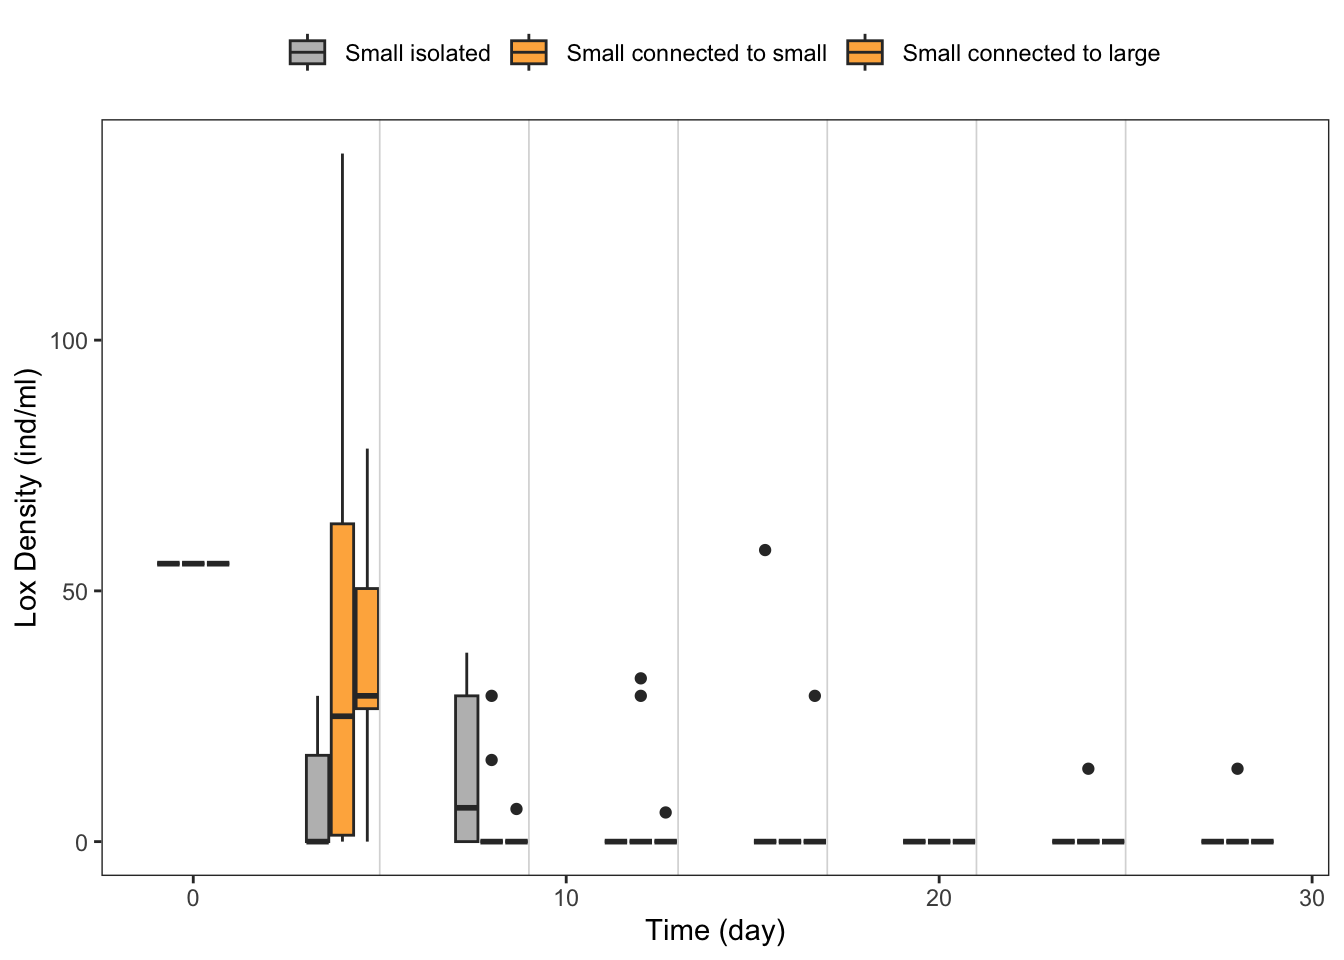 Small isolated Small connected to small Small connected to large
Lox Density (ind/ml)
100
50
0
0 10 20 30
Time (day)